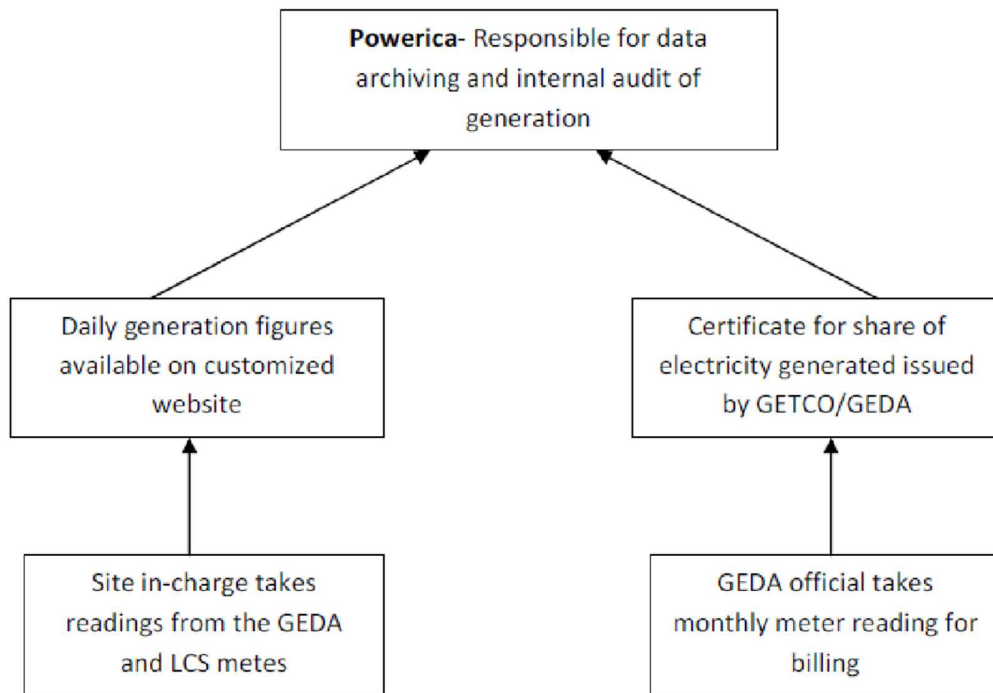 Powerica- Responsible for data
archiving and internal audit of
generation
Daily generation figures
available on customized
website
Certificate for share of
electricity generated issued
by GETCO/GEDA
Site in-charge takes
readings from the GEDA
and LCS metes
GEDA official takes
monthly meter reading for
billing